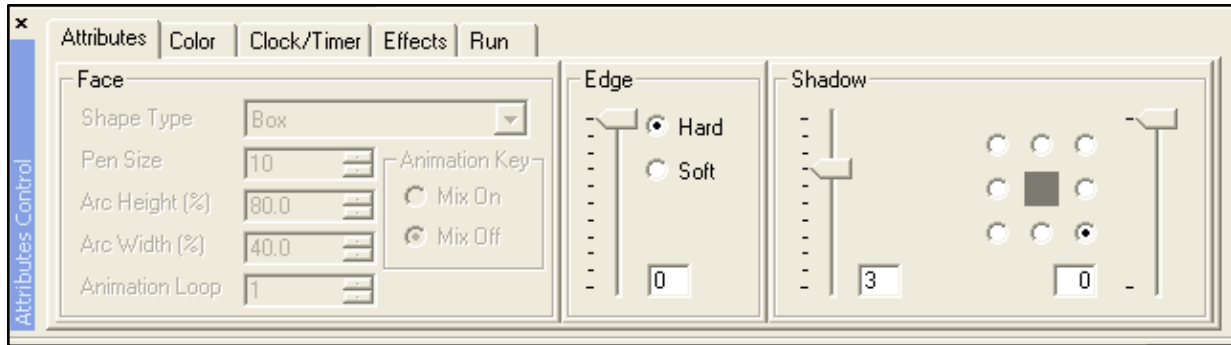 ×
Attributes Color Clock/Timer Effects Run
Attributes Control
Face
Shape Type Box
Pen Size 10
Arc Height (%) 80.0
Arc Width (%) 40.0
Animation Loop 1
Animation Key
Mix On
Mix Off
Edge
Hard
Soft
0
Shadow
3
0